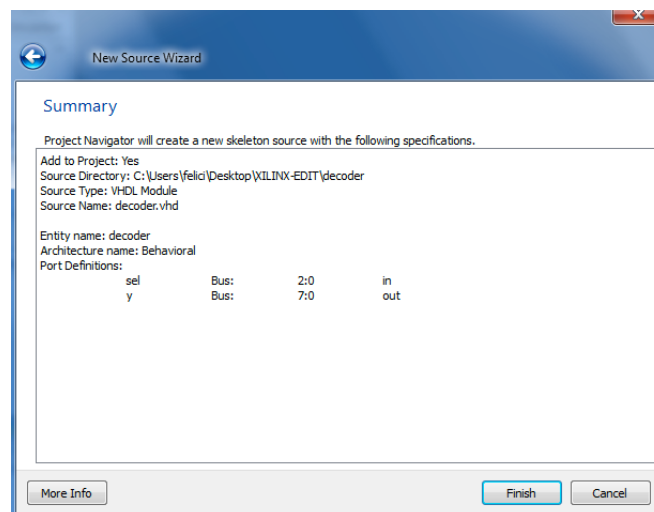 New Source Wizard
Summary
Project Navigator will create a new skeleton source with the following specifications.
Add to Project: Yes
Source Directory: C:\Users\felici\Desktop\XILINX-EDIT\decoder
Source Type: VHDL Module
Source Name: decoder.vhd
Entity name: decoder
Architecture name: Behavioral
Port Definitions:
sel Bus: 2:0 in
y Bus: 7:0 out
More Info Finish Cancel